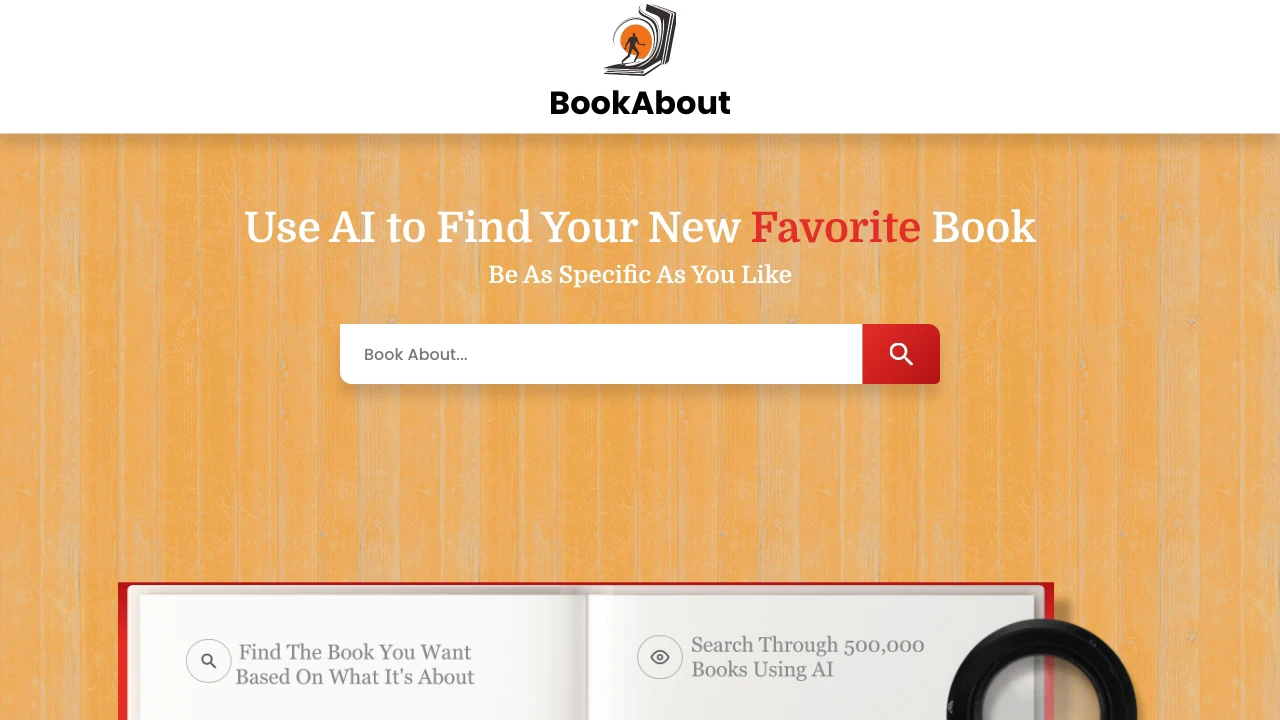 BookAbout
Use AI to Find Your New Favorite Book
Be As Specific As You Like
Book About...
Find The Book You Want
Based On What It's About
Search Through 500,000
Books Using AI